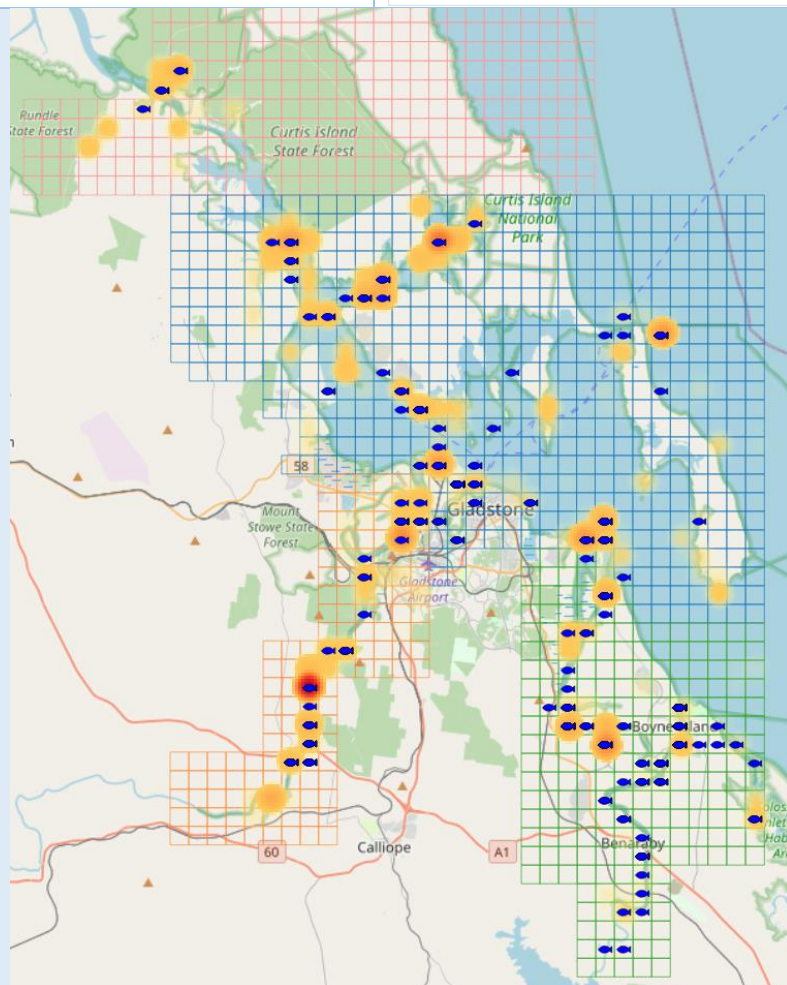 Rundle
State Forest
Curtis Island
State Forest
Curtis Island
National
Park
58
Mount
Stowe State
Forest
Gladstone
Gladstone
Airport
Boyne Island
60
Calliope
A1
Benaraby